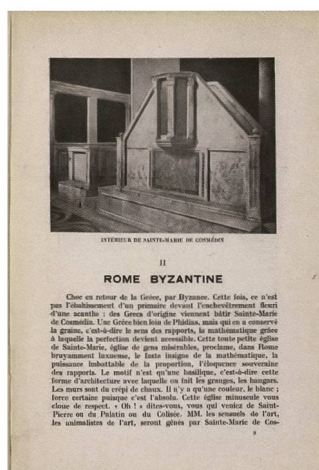 INTÉRIEUR DE SAINTE-MARIE DE COSMÉDIN
II
ROME BYZANTINE
Choc en retour de la Grèce, par Byzance. Cette fois, ce n'est
pas l'ébahissement d'un primaire devant l'enchevêtrement fleuri
d'une acanthe : des Grecs d'origine viennent bâtir Sainte-Marie
de Cosmédin. Une Grèce bien loin de Phidias, mais qui en a conservé
la graine, c'est-à-dire le sens des rapports, la mathématique grâce
à laquelle la perfection devient accessible. Cette toute petite église
de Sainte-Marie, église de gens misérables, proclame, dans Rome
bruyamment luxueuse, le faste insigne de la mathématique, la
puissance imbattable de la proportion, l'éloquence souveraine
des rapports. Le motif n'est qu'une basilique, c'est-à-dire cette
forme d'architecture avec laquelle on fait les granges, les hangars.
Les murs sont du crépi de chaux. Il n'y a qu'une couleur, le blanc ;
force certaine puisque c'est l'absolu. Cette église minuscule vous
cloue de respect. « Oh ! » dites-vous, vous qui veniez de Saint-
Pierre ou du Palatin ou du Colisée. MM. les sensuels de l'art,
les animalistes de l'art, seront gênés par Sainte-Marie de Cos-